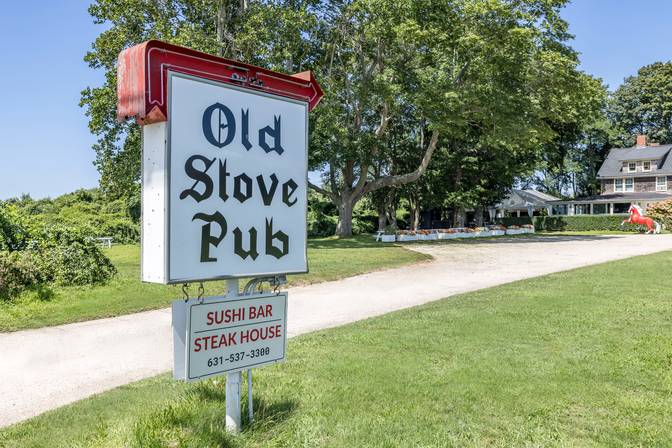 Old
Stove
Pub
SUSHI BAR
STEAK HOUSE
631-537-3300